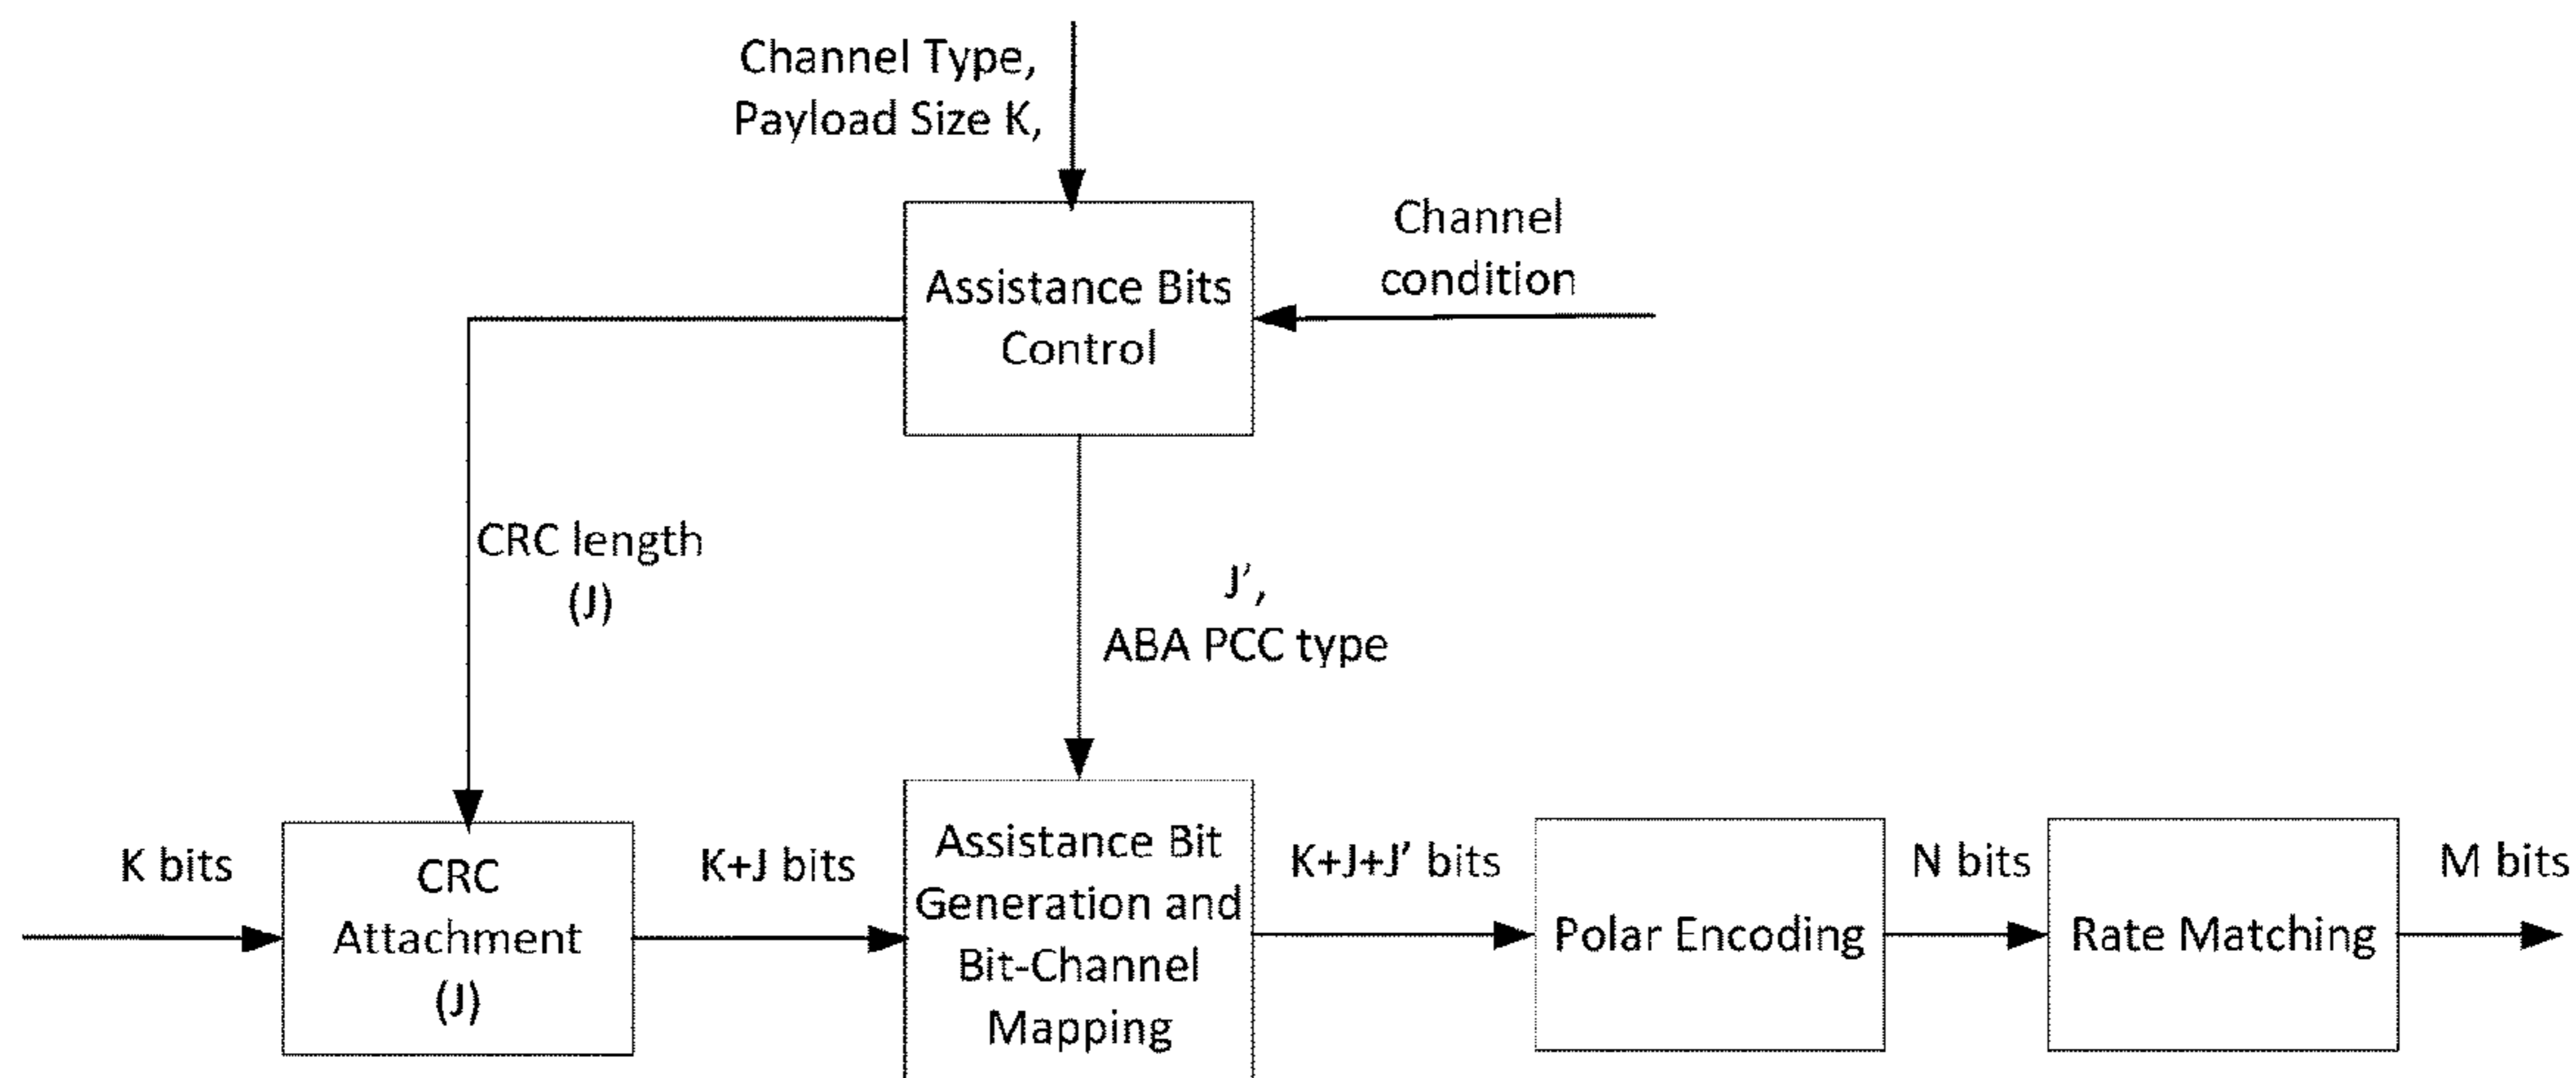 Channel Type,
Payload Size K,
Channel
condition
Assistance Bits
Control
CRC length
(J)
J’,
ABA PCC type
K bits
CRC
Attachment
(J)
K+J bits
Assistance Bit
Generation and
Bit-Channel
Mapping
K+J+J’ bits
Polar Encoding
N bits
Rate Matching
M bits